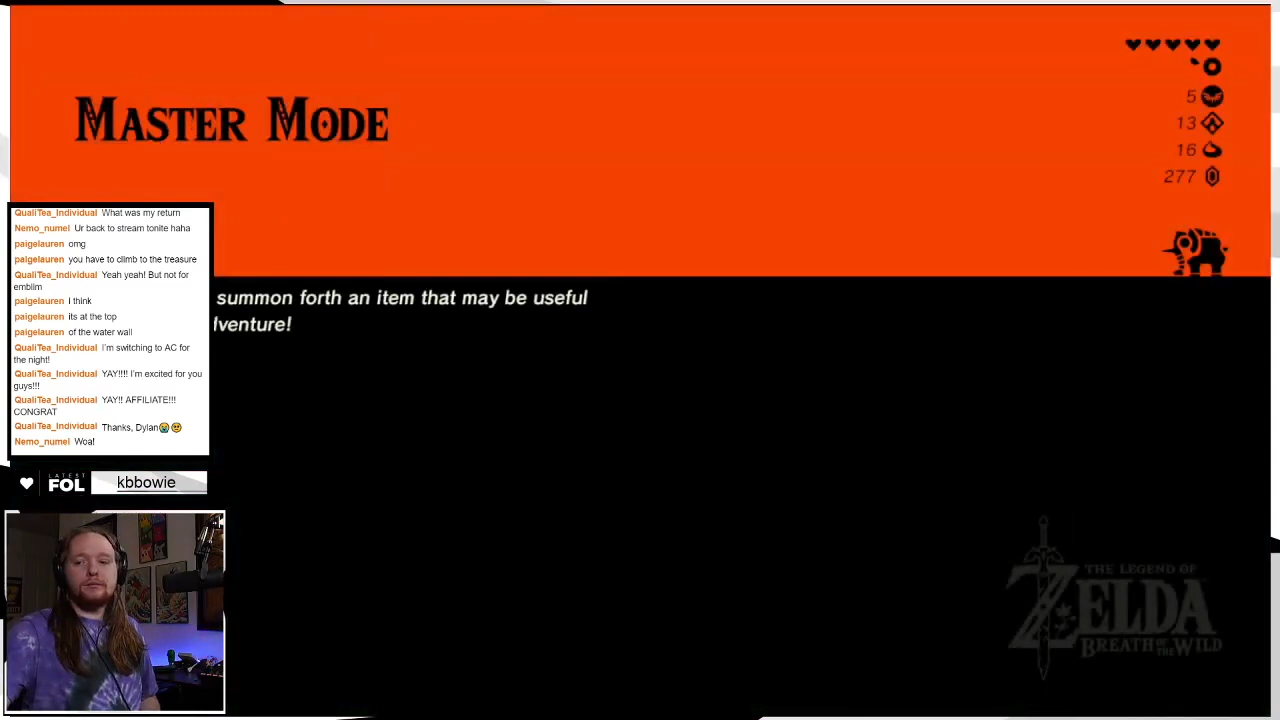 MASTER MODE
5
13
16
277
QualiTea_Individual What was my return
Nemo_numel Ur back to stream tonite haha
paigelauren omg
paigelauren you have to climb to the treasure
QualiTea_Individual Yeah yeah! But not for
embllm
paigelauren I think
paigelauren its at the top
paigelauren of the water wall
QualiTea_Individual I'm switching to AC for
the night!
QualiTea_Individual YAY!!!! I'm excited for you
guys!!!
QualiTea_Individual YAY!! AFFILIATE!!!
CONGRAT
QualiTea_Individual Thanks, Dylan😭🥹
Nemo_numel Woa!
summon forth an item that may be useful
lventure!
LATEST
FOL
kbbowie
THE LEGEND OF
ZELDA
BREATH OF THE WILD